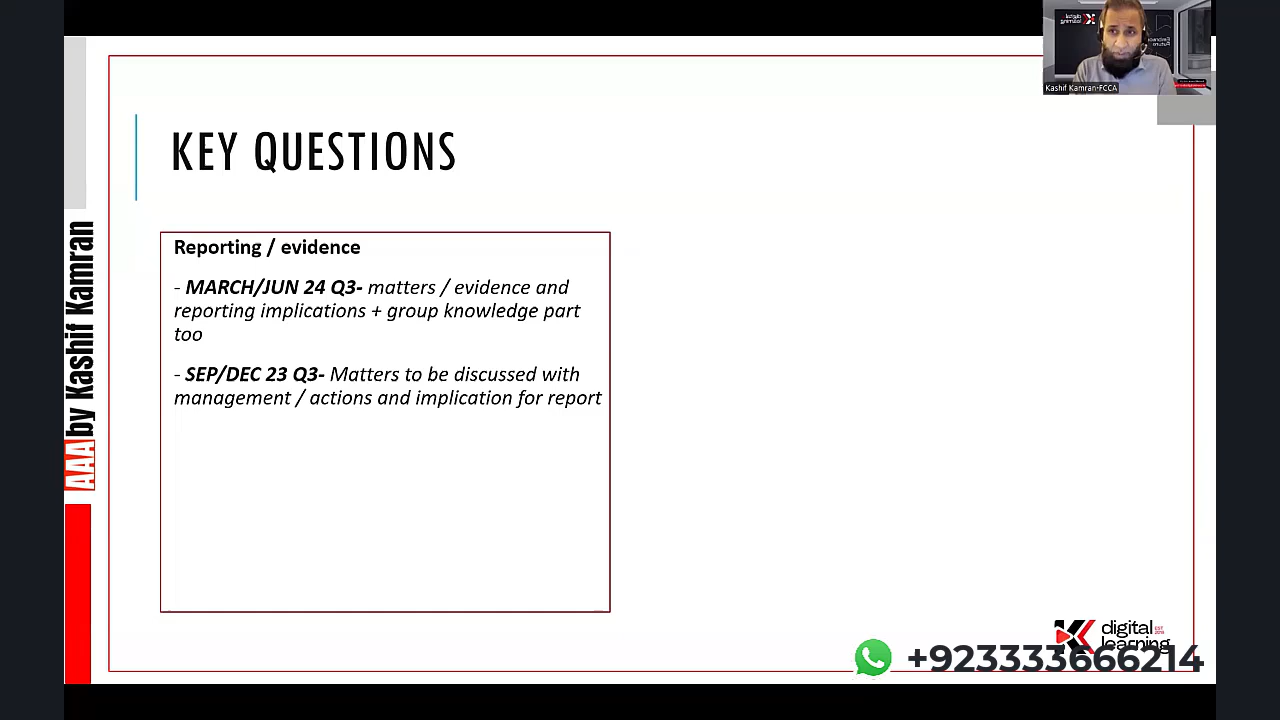 Kashif Kamran-FCCA
KEY QUESTIONS
AAA by Kashif Kamran
Reporting / evidence
- MARCH/JUN 24 Q3- matters / evidence and
reporting implications + group knowledge part
too
- SEP/DEC 23 Q3- Matters to be discussed with
management / actions and implication for report
digital
learning
+923333666214